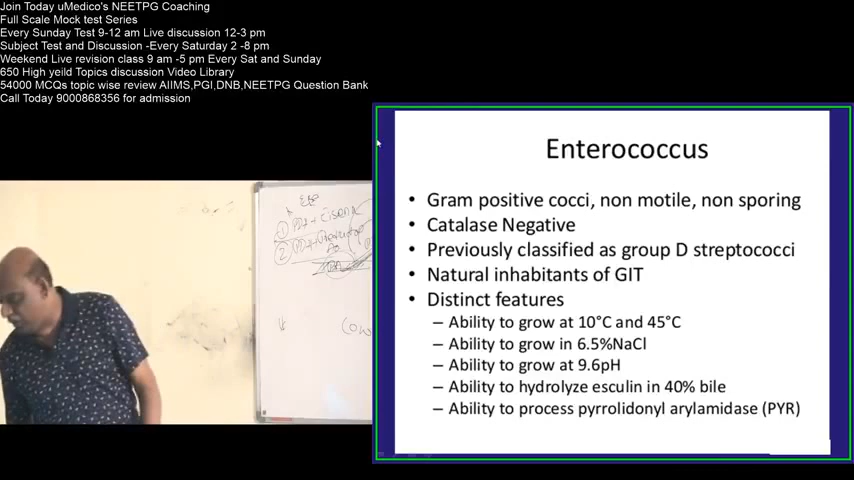 Join Today uMedico's NEETPG Coaching
Full Scale Mock test Series
Every Sunday Test 9-12 am Live discussion 12-3 pm
Subject Test and Discussion -Every Saturday 2 -8 pm
Weekend Live revision class 9 am -5 pm Every Sat and Sunday
650 High yeild Topics discussion Video Library
54000 MCQs topic wise review AIIMS,PGI,DNB,NEETPG Question Bank
Call Today 9000868356 for admission
Enterococcus
• Gram positive cocci, non motile, non sporing
• Catalase Negative
• Previously classified as group D streptococci
• Natural inhabitants of GIT
• Distinct features
– Ability to grow at 10°C and 45°C
– Ability to grow in 6.5%NaCl
– Ability to grow at 9.6pH
– Ability to hydrolyze esculin in 40% bile
– Ability to process pyrrolidonyl arylamidase (PYR)